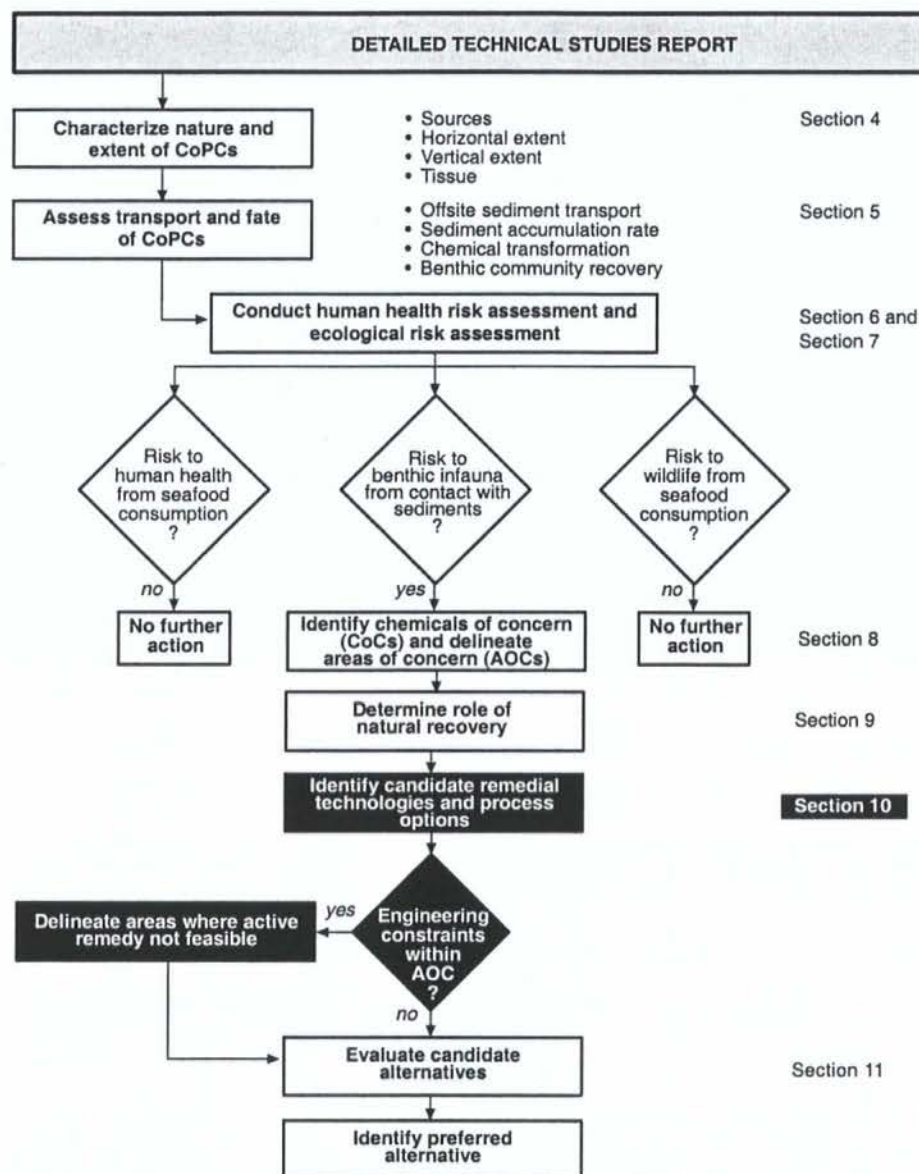 DETAILED TECHNICAL STUDIES REPORT
Characterize nature and
extent of CoPCs
• Sources
• Horizontal extent
• Vertical extent
• Tissue
Section 4
Assess transport and fate
of CoPCs
• Offsite sediment transport
• Sediment accumulation rate
• Chemical transformation
• Benthic community recovery
Section 5
Conduct human health risk assessment and
ecological risk assessment
Section 6 and
Section 7
Risk to
human health
from seafood
consumption
?
Risk to
benthic infauna
from contact with
sediments
?
Risk to
wildlife from
seafood
consumption
?
no
yes
no
No further
action
Identify chemicals of concern
(CoCs) and delineate
areas of concern (AOCs)
No further
action
Section 8
Determine role of
natural recovery
Section 9
Identify candidate remedial
technologies and process
options
Section 10
Engineering
constraints
within
AOC
?
yes
Delineate areas where active
remedy not feasible
no
Evaluate candidate
alternatives
Section 11
Identify preferred
alternative